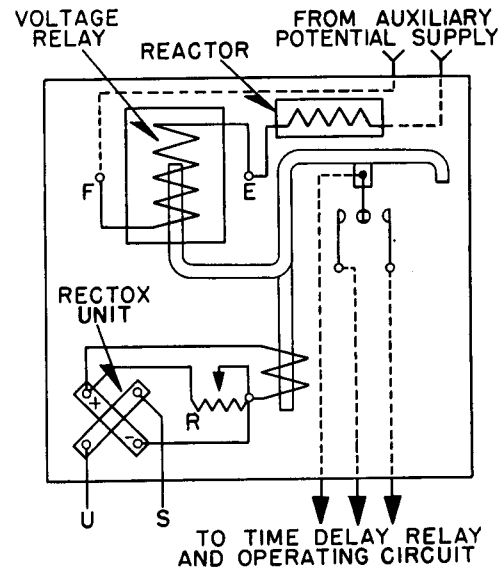 VOLTAGE
RELAY
REACTOR
FROM AUXILIARY
POTENTIAL SUPPLY
F
E
RECTOX
UNIT
+
R
-
U
S
TO TIME DELAY RELAY
AND OPERATING CIRCUIT